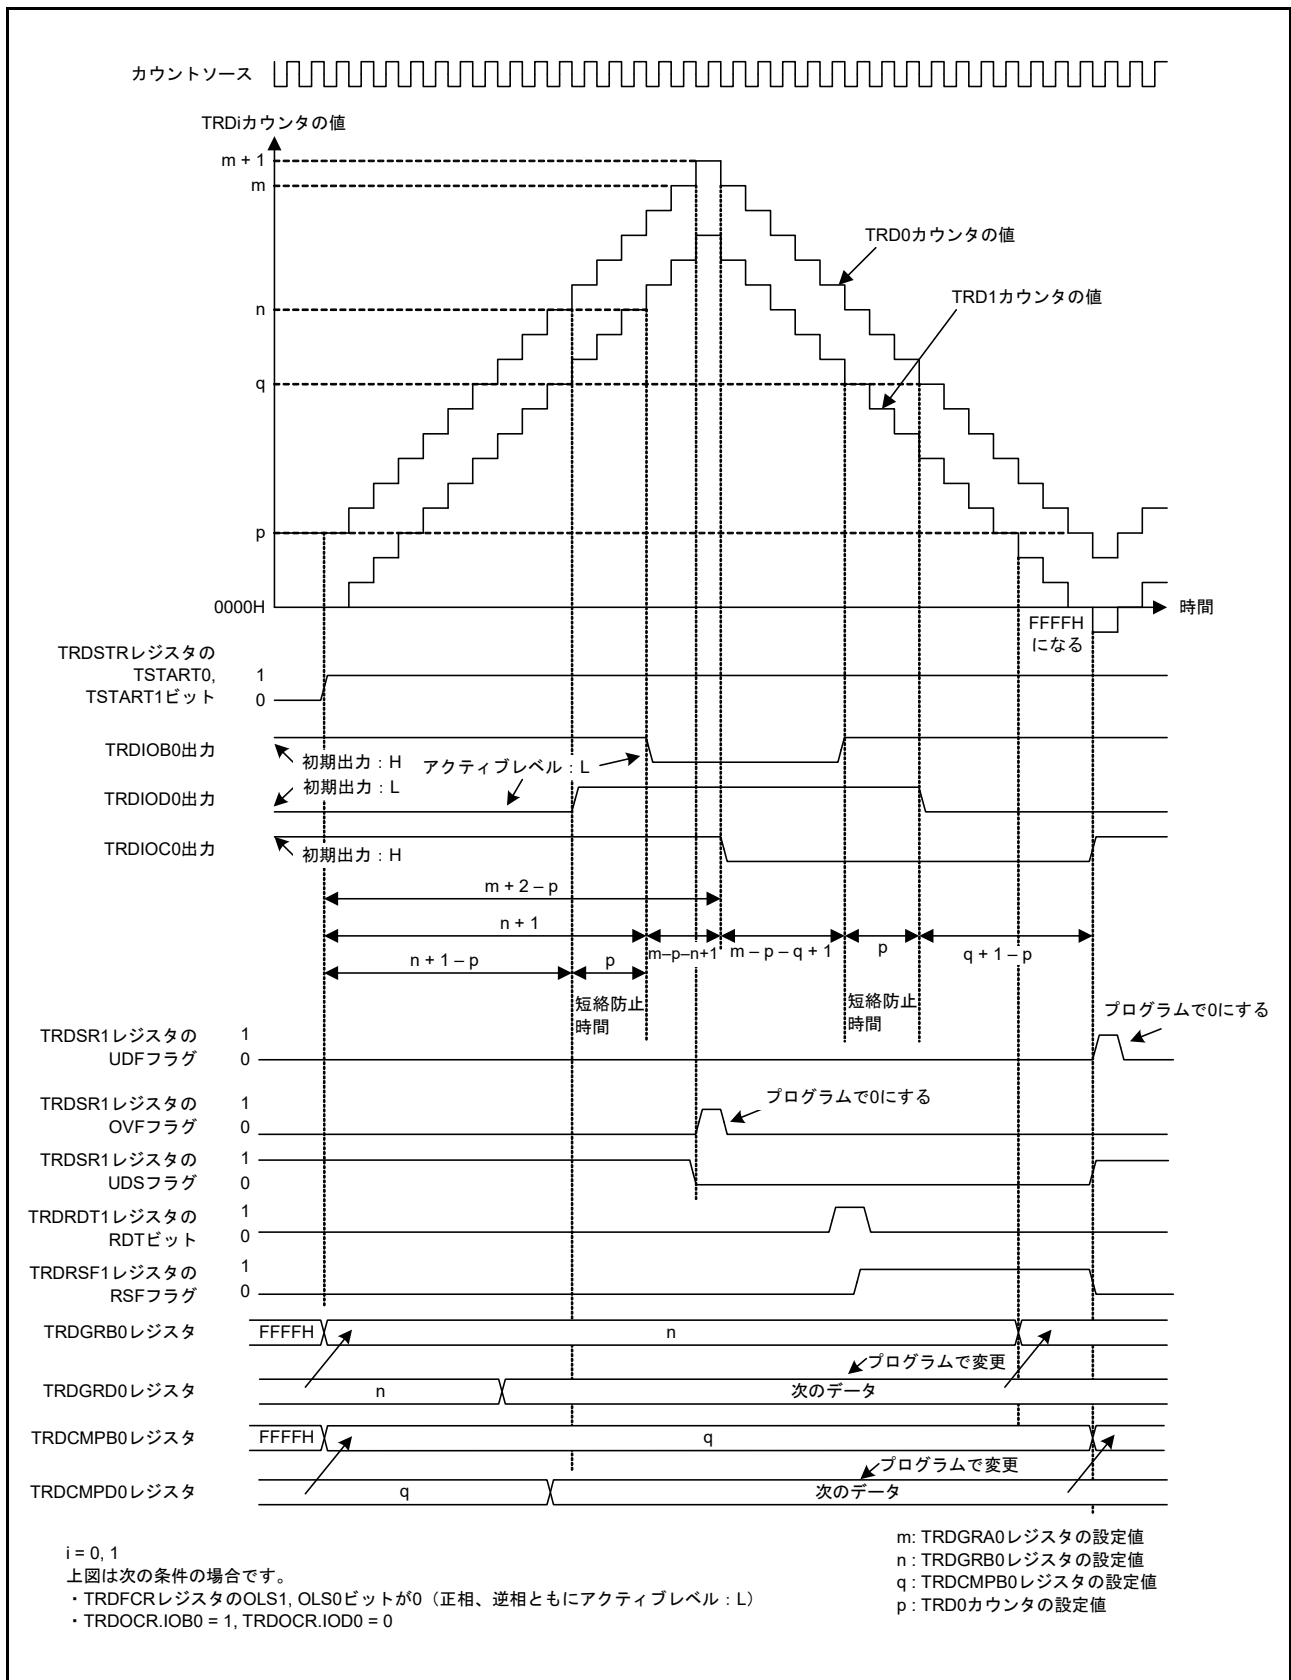 カウントソース
TRDiカウンタの値
m + 1
m
TRD0カウンタの値
TRD1カウンタの値
n
q
p
0000H
時間
FFFFH
になる
TRDSTRレジスタの
TSTART0,
TSTART1ビット
1
0
TRDIOB0出力
初期出力：H
アクティブレベル：L
初期出力：L
TRDIOD0出力
TRDIOC0出力
初期出力：H
m + 2 – p
n + 1
m–p–n+1
m – p – q + 1
p
q + 1 – p
n + 1 – p
p
短絡防止
時間
短絡防止
時間
プログラムで0にする
TRDSR1レジスタの
UDFフラグ
1
0
プログラムで0にする
TRDSR1レジスタの
OVFフラグ
1
0
TRDSR1レジスタの
UDSフラグ
1
0
TRDRDT1レジスタの
RDTビット
1
0
TRDRSF1レジスタの
RSFフラグ
1
0
TRDGRB0レジスタ
FFFFH
n
プログラムで変更
TRDGRD0レジスタ
n
次のデータ
TRDCMPB0レジスタ
FFFFH
q
プログラムで変更
TRDCMPD0レジスタ
q
次のデータ
i = 0, 1
上図は次の条件の場合です。
・TRDFCRレジスタのOLS1, OLS0ビットが0（正相、逆相ともにアクティブレベル：L）
・TRDOCR.IOB0 = 1, TRDOCR.IOD0 = 0
m: TRDGRA0レジスタの設定値
n : TRDGRB0レジスタの設定値
q : TRDCMPB0レジスタの設定値
p : TRD0カウンタの設定値